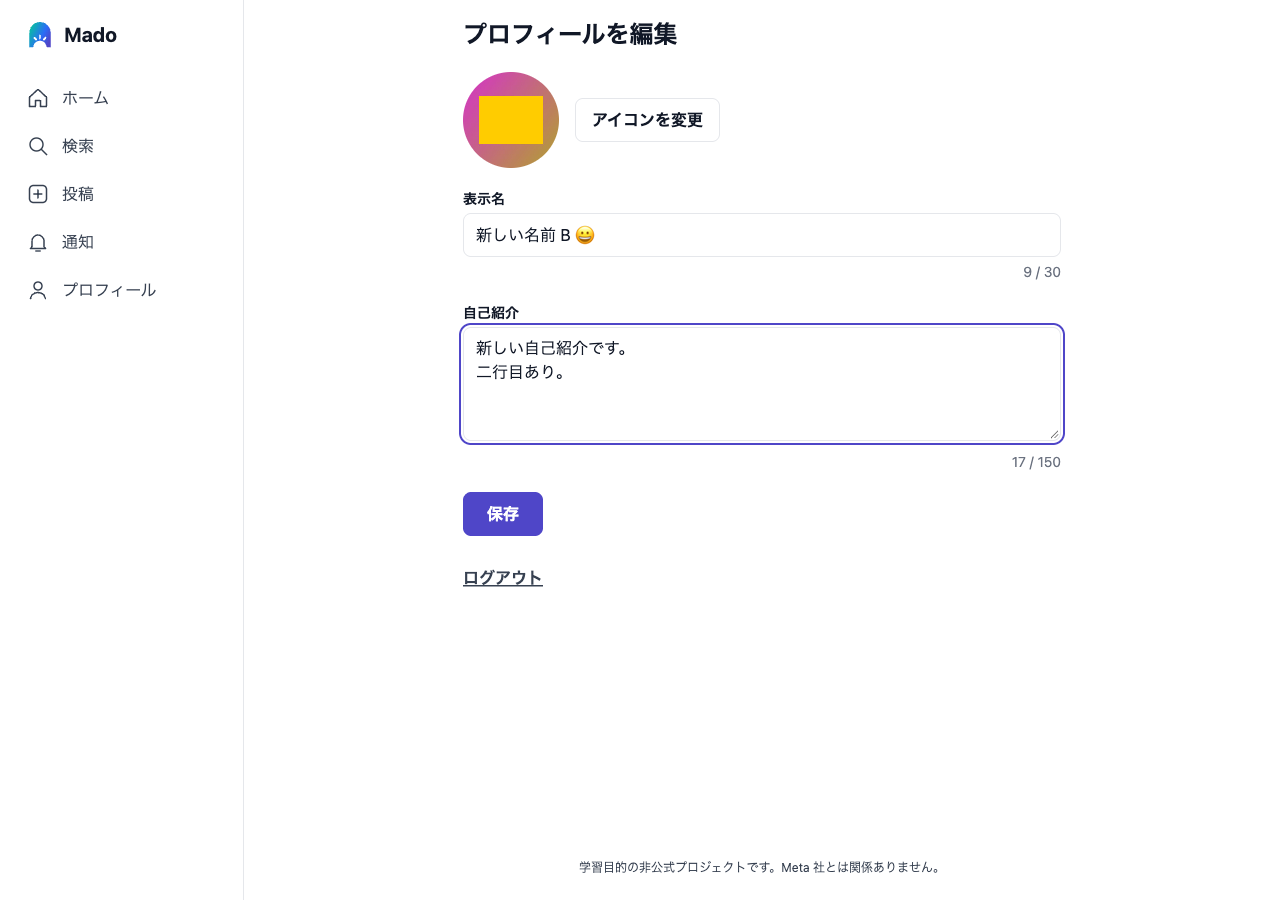 Mado
ホーム
検索
投稿
通知
プロフィール
プロフィールを編集
アイコンを変更
表示名
新しい名前 B 😀
9 / 30
自己紹介
新しい自己紹介です。
二行目あり。
17 / 150
保存
ログアウト
学習目的の非公式プロジェクトです。Meta 社とは関係ありません。